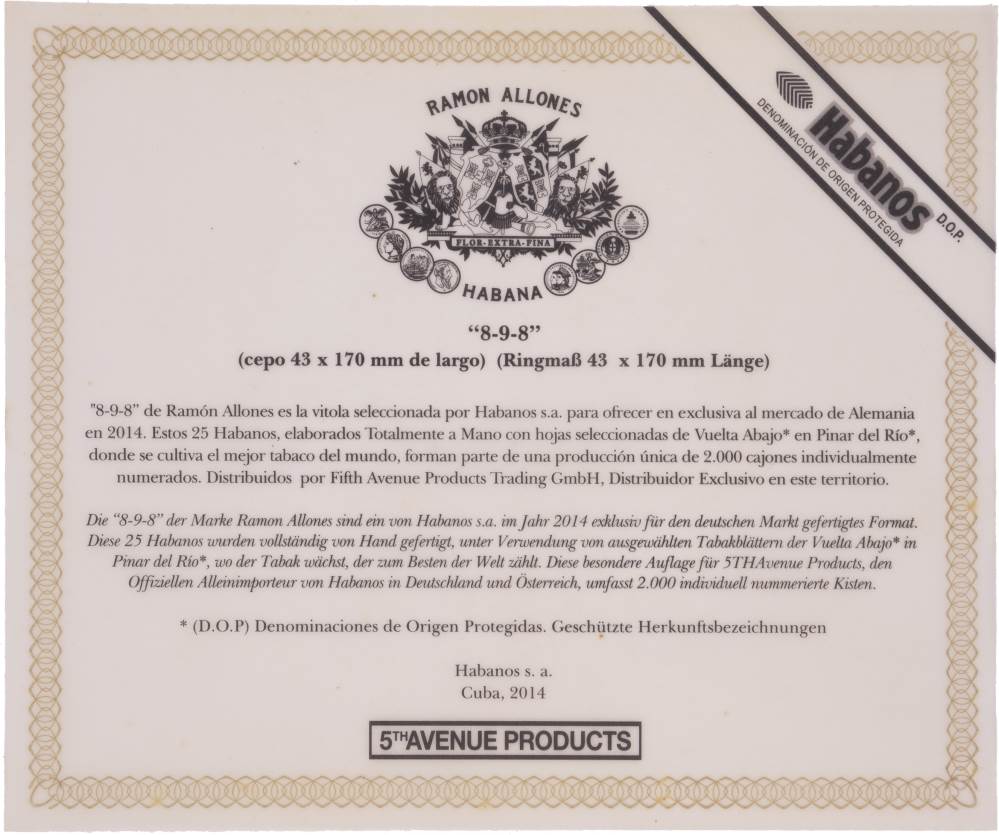 RAMON ALLONES
FLOR-EXTRA-FINA
HABANA
Habanos D.O.P.
DENOMINACIÓN DE ORIGEN PROTEGIDA
“8-9-8”
(cepo 43 x 170 mm de largo) (Ringmaß 43 x 170 mm Länge)
"8-9-8” de Ramón Allones es la vitola seleccionada por Habanos s.a. para ofrecer en exclusiva al mercado de Alemania
en 2014. Estos 25 Habanos, elaborados Totalmente a Mano con hojas seleccionadas de Vuelta Abajo* en Pinar del Río*,
donde se cultiva el mejor tabaco del mundo, forman parte de una producción única de 2.000 cajones individualmente
numerados. Distribuidos por Fifth Avenue Products Trading GmbH, Distribuidor Exclusivo en este territorio.
Die “8-9-8” der Marke Ramon Allones sind ein von Habanos s.a. im Jahr 2014 exklusiv für den deutschen Markt gefertigtes Format.
Diese 25 Habanos wurden vollständig von Hand gefertigt, unter Verwendung von ausgewählten Tabakblättern der Vuelta Abajo* in
Pinar del Río*, wo der Tabak wächst, der zum Besten der Welt zählt. Diese besondere Auflage für 5THAvenue Products, den
Offiziellen Alleinimporteur von Habanos in Deutschland und Österreich, umfasst 2.000 individuell nummerierte Kisten.
* (D.O.P) Denominaciones de Origen Protegidas. Geschützte Herkunftsbezeichnungen
Habanos s. a.
Cuba, 2014
5THAVENUE PRODUCTS